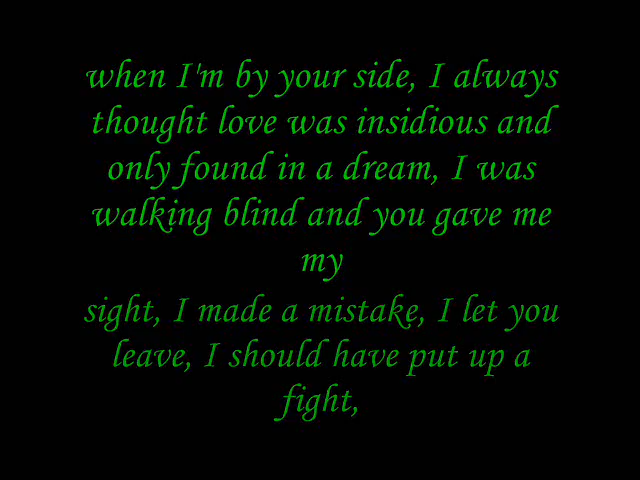 when I'm by your side, I always
thought love was insidious and
only found in a dream, I was
walking blind and you gave me
my
sight, I made a mistake, I let you
leave, I should have put up a
fight,